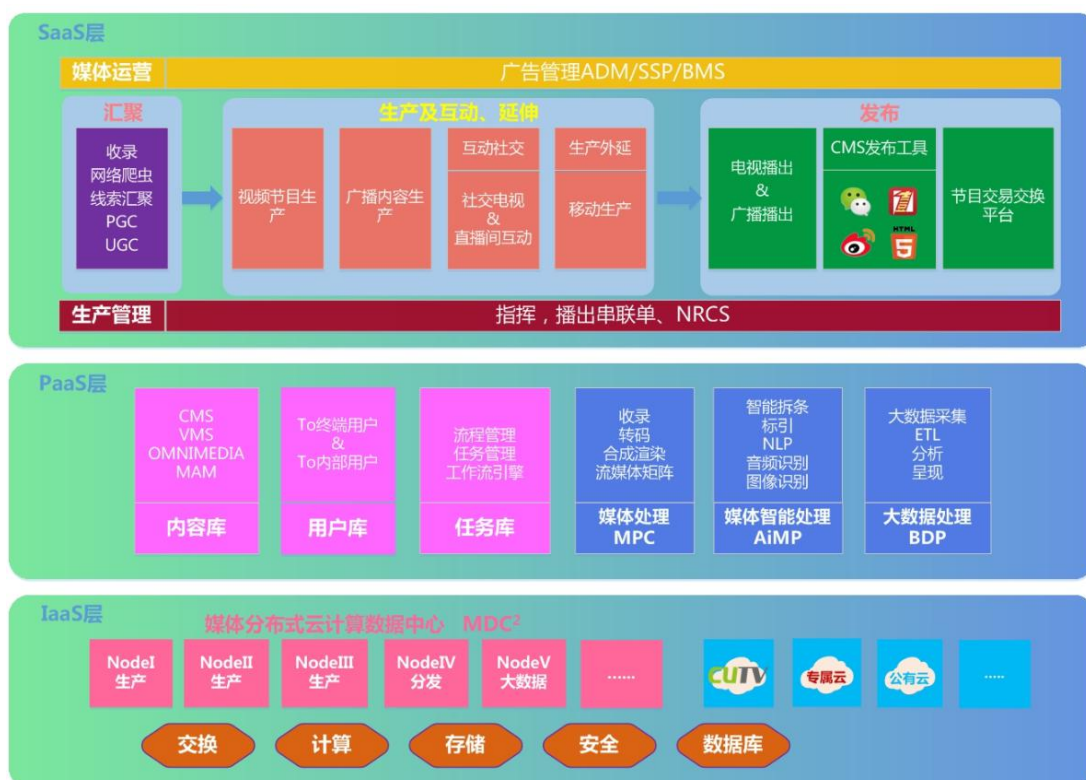 SaaS层
媒体运营
广告管理ADM/SSP/BMS
汇聚
收录
网络爬虫
线索汇聚
PGC
UGC
生产及互动、延伸
视频节目生
产
广播内容生
产
互动社交
社交电视
&
直播间互动
生产外延
移动生产
发布
电视播出
&
广播播出
CMS发布工具
HTML
5
节目交易交换
平台
生产管理
指挥，播出串联单、NRCS
PaaS层
CMS
VMS
OMNIMEDIA
MAM
内容库
To终端用户
&
To内部用户
用户库
流程管理
任务管理
工作流引擎
任务库
收录
转码
合成渲染
流媒体矩阵
媒体处理
MPC
智能拆条
标引
NLP
音频识别
图像识别
媒体智能处理
AiMP
大数据采集
ETL
分析
呈现
大数据处理
BDP
IaaS层
媒体分布式云计算数据中心 MDC²
NodeI
生产
NodeII
生产
NodeIII
生产
NodeIV
分发
NodeV
大数据
......
CUTV
专属云
公有云
.....
交换
计算
存储
安全
数据库